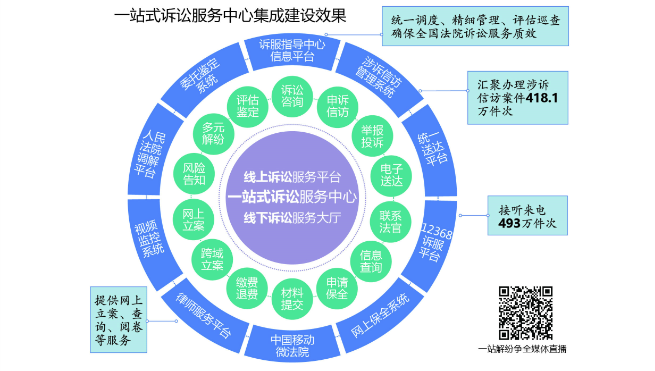 一站式诉讼服务中心集成建设效果
统一调度、精细管理、评估巡查
确保全国法院诉讼服务质效
诉服指导中心
信息平台
涉诉信访
管理系统
汇聚办理涉诉
信访案件418.1
万件次
统一
送达
平台
12368
诉服
平台
接听来电
493万件次
网上保全系统
中国移动
微法院
律师服务平台
提供网上
立案、查
询、阅卷
等服务
视频
监控
系统
人民
法院
调解
平台
委托鉴定
系统
诉讼
咨询
申诉
信访
举报
投诉
电子
送达
联系
法官
信息
查询
申请
保全
材料
提交
缴费
退费
跨域
立案
网上
立案
风险
告知
多元
解纷
评估
鉴定
线上诉讼服务平台
一站式诉讼服务中心
线下诉讼服务大厅
一站解纷争全媒体直播